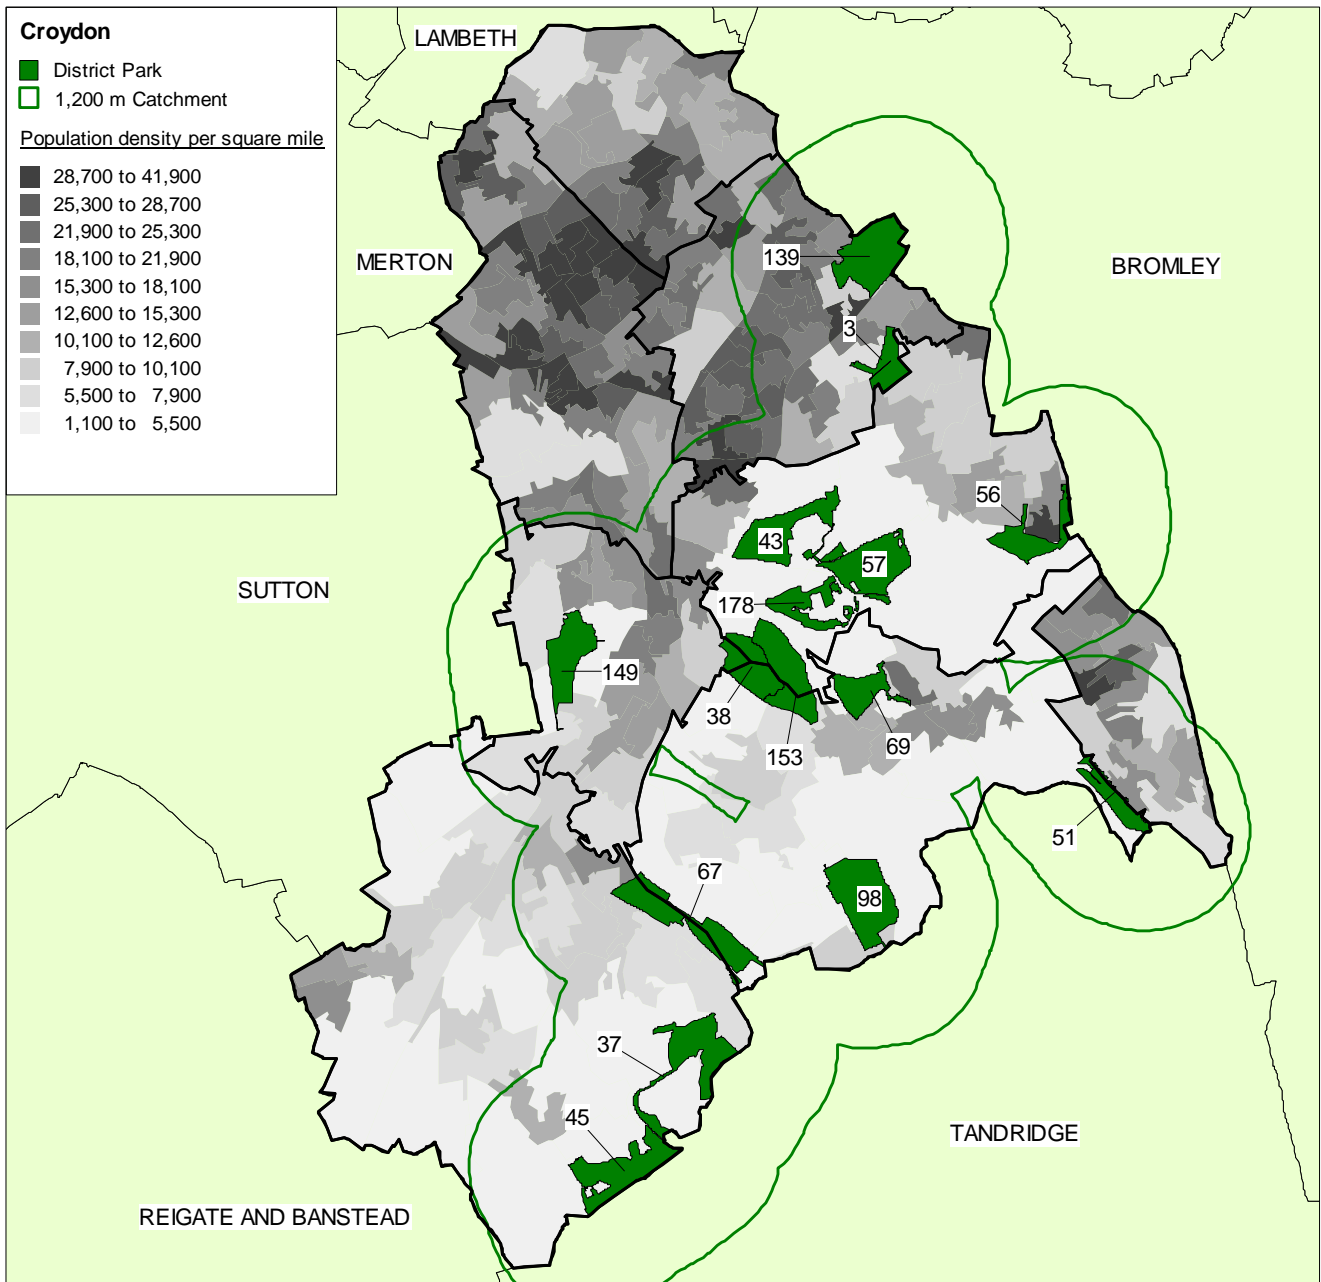 Croydon
District Park
1,200 m Catchment
Population density per square mile
28,700 to 41,900
25,300 to 28,700
21,900 to 25,300
18,100 to 21,900
15,300 to 18,100
12,600 to 15,300
10,100 to 12,600
7,900 to 10,100
5,500 to 7,900
1,100 to 5,500
LAMBETH
MERTON
139
BROMLEY
3
56
43
57
SUTTON
178
149
38
153
69
51
67
98
37
45
TANDRIDGE
REIGATE AND BANSTEAD